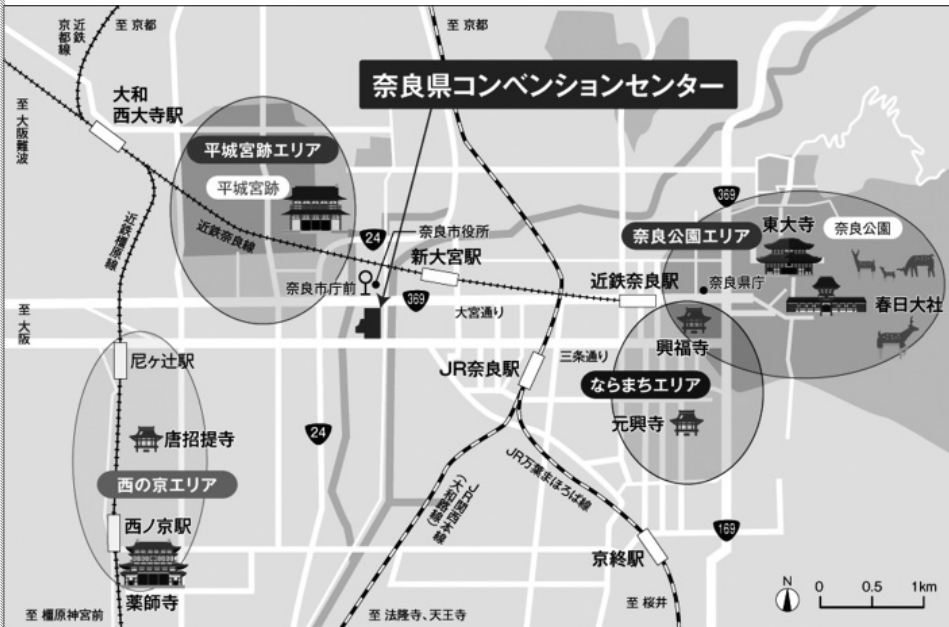 近鉄
京都線
至 京都
至 京都
奈良県コンベンションセンター
大和
西大寺駅
至 大阪難波
平城宮跡エリア
平城宮跡
近鉄橿原線
近鉄奈良線
24
奈良市役所
新大宮駅
奈良市庁前
369
大宮通り
369
奈良公園エリア
東大寺
奈良公園
近鉄奈良駅
奈良県庁
春日大社
至 大阪
尼ヶ辻駅
JR奈良駅
三条通り
興福寺
ならまちエリア
元興寺
唐招提寺
24
西の京エリア
西ノ京駅
薬師寺
JR関西本線
(大和路線)
JR万葉まほろば線
京終駅
169
至 橿原神宮前
至 法隆寺、天王寺
至 桜井
N
0 0.5 1km